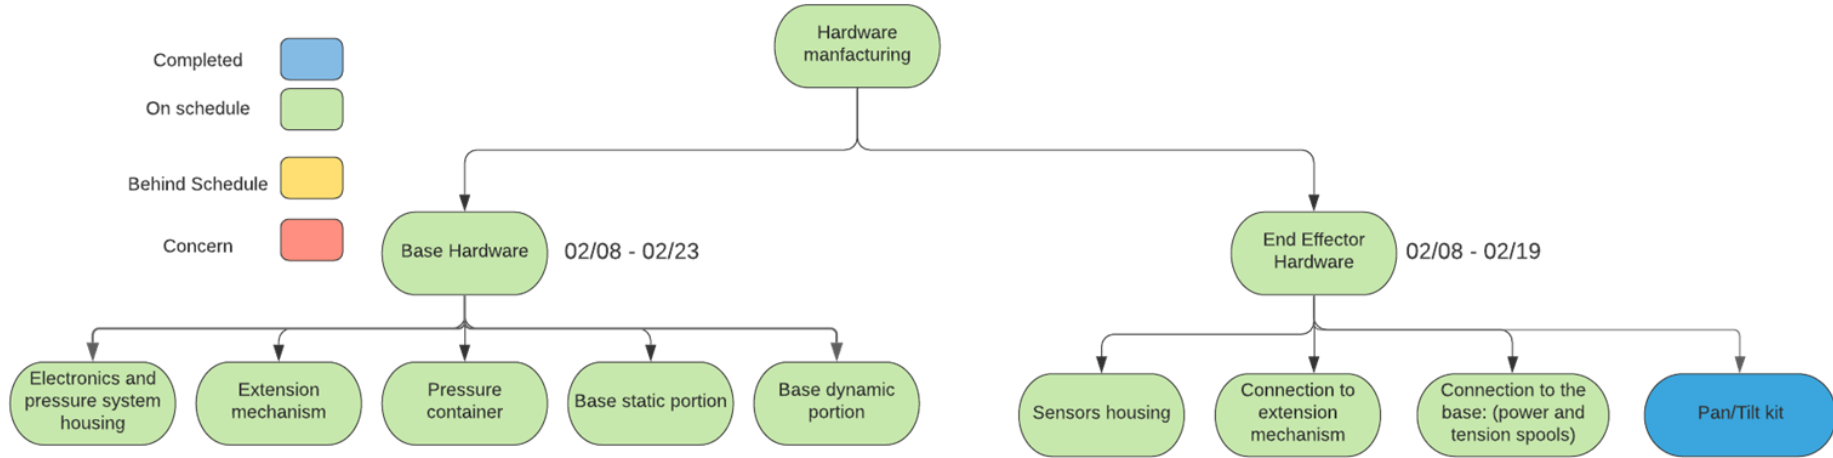 Hardware
manfacturing
Completed
On schedule
Behind Schedule
Concern
Base Hardware
02/08 - 02/23
End Effector
Hardware
02/08 - 02/19
Electronics and
pressure system
housing
Extension
mechanism
Pressure
container
Base static portion
Base dynamic
portion
Sensors housing
Connection to
extension
mechanism
Connection to the
base: (power and
tension spools)
Pan/Tilt kit